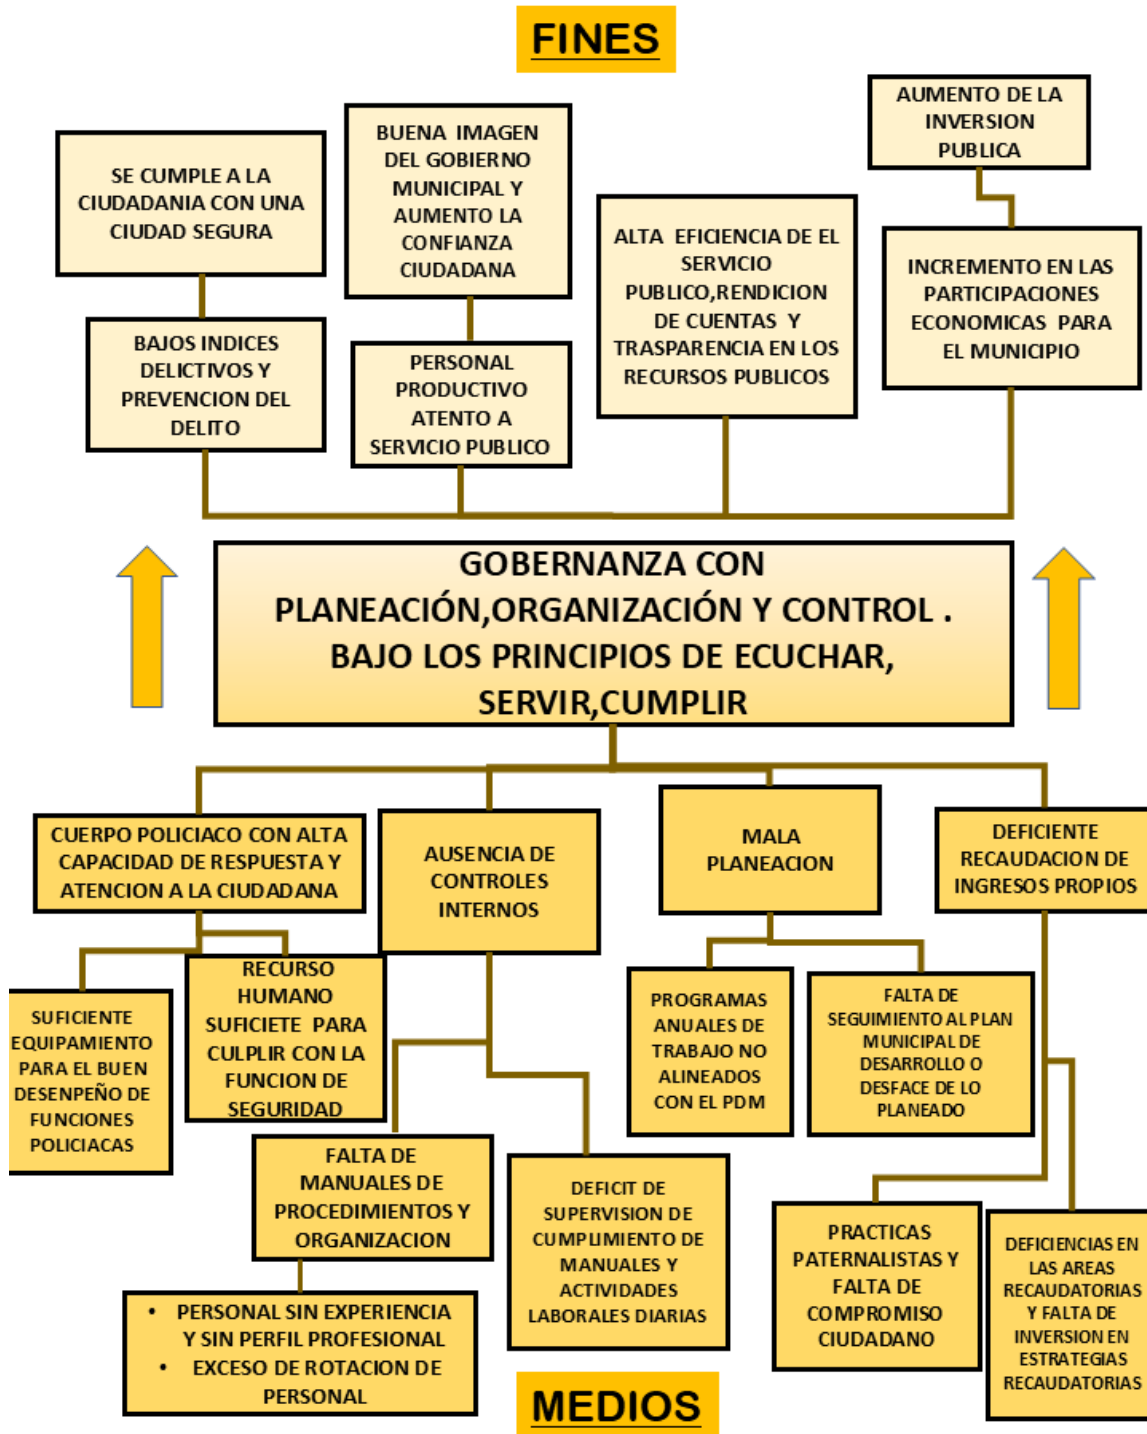 FINES
SE CUMPLE A LA
CIUDADANIA CON UNA
CIUDAD SEGURA
BUENA IMAGEN
DEL GOBIERNO
MUNICIPAL Y
AUMENTO LA
CONFIANZA
CIUDADANA
ALTA EFICIENCIA DE EL
SERVICIO
PUBLICO,RENDICION
DE CUENTAS Y
TRASPARENCIA EN LOS
RECURSOS PUBLICOS
AUMENTO DE LA
INVERSION
PUBLICA
BAJOS INDICES
DELICTIVOS Y
PREVENCION DEL
DELITO
PERSONAL
PRODUCTIVO
ATENTO A
SERVICIO PUBLICO
INCREMENTO EN LAS
PARTICIPACIONES
ECONOMICAS PARA
EL MUNICIPIO
GOBERNANZA CON
PLANEACIÓN,ORGANIZACIÓN Y CONTROL .
BAJO LOS PRINCIPIOS DE ECUCHAR,
SERVIR,CUMPLIR
CUERPO POLICIACO CON ALTA
CAPACIDAD DE RESPUESTA Y
ATENCION A LA CIUDADANA
AUSENCIA DE
CONTROLES
INTERNOS
MALA
PLANEACION
DEFICIENTE
RECAUDACION DE
INGRESOS PROPIOS
SUFICIENTE
EQUIPAMIENTO
PARA EL BUEN
DESENPEÑO DE
FUNCIONES
POLICIACAS
RECURSO
HUMANO
SUFICIETE PARA
CULPLIR CON LA
FUNCION DE
SEGURIDAD
PROGRAMAS
ANUALES DE
TRABAJO NO
ALINEADOS
CON EL PDM
FALTA DE
SEGUIMIENTO AL PLAN
MUNICIPAL DE
DESARROLLO O
DESFACE DE LO
PLANEADO
FALTA DE
MANUALES DE
PROCEDIMIENTOS Y
ORGANIZACION
DEFICIT DE
SUPERVISION DE
CUMPLIMIENTO DE
MANUALES Y
ACTIVIDADES
LABORALES DIARIAS
PRACTICAS
PATERNALISTAS Y
FALTA DE
COMPROMISO
CIUDADANO
DEFICIENCIAS EN
LAS AREAS
RECAUDATORIAS
Y FALTA DE
INVERSION EN
ESTRATEGIAS
RECAUDATORIAS
• PERSONAL SIN EXPERIENCIA
Y SIN PERFIL PROFESIONAL
• EXCESO DE ROTACION DE
PERSONAL
MEDIOS